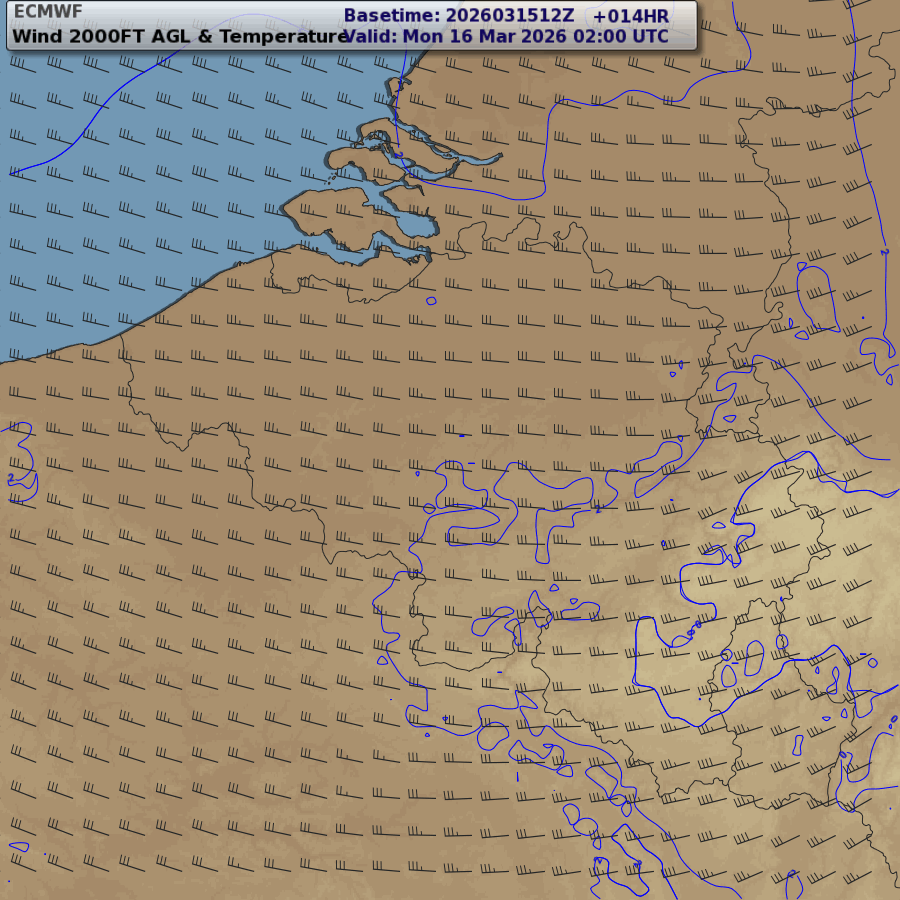 ECMWF
Basetime: 2026031512Z +014HR
Wind 2000FT AGL & Temperature
Valid: Mon 16 Mar 2026 02:00 UTC